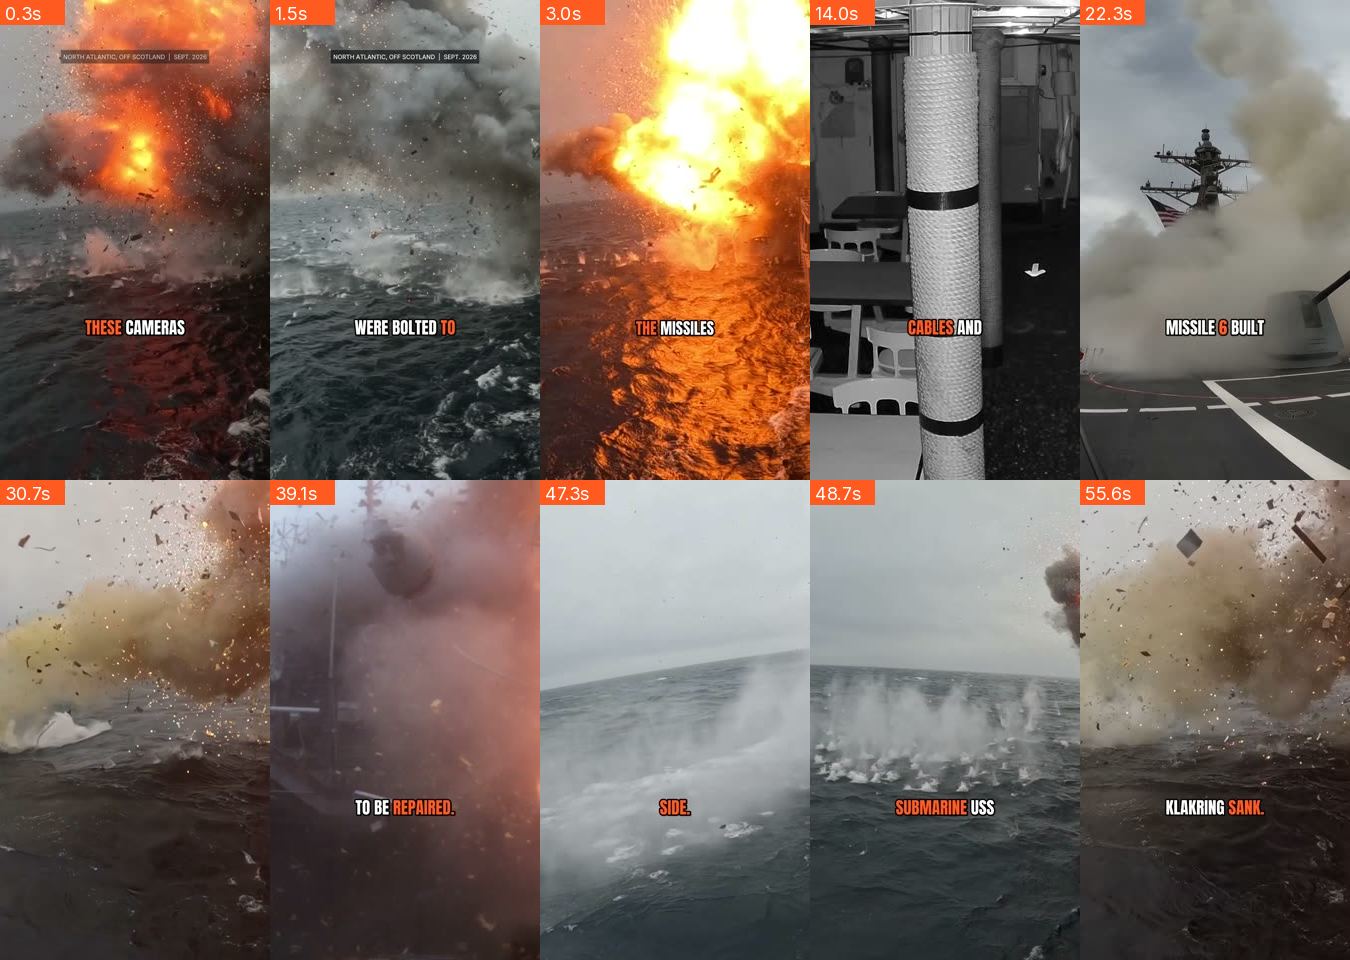 0.3s
NORTH ATLANTIC, OFF SCOTLAND | SEPT. 2026
THESE CAMERAS
1.5s
NORTH ATLANTIC, OFF SCOTLAND | SEPT. 2026
WERE BOLTED TO
3.0s
THE MISSILES
14.0s
CABLES AND
22.3s
MISSILE 6 BUILT
30.7s
39.1s
TO BE REPAIRED.
47.3s
SIDE.
48.7s
SUBMARINE USS
55.6s
KLAKRING SANK.